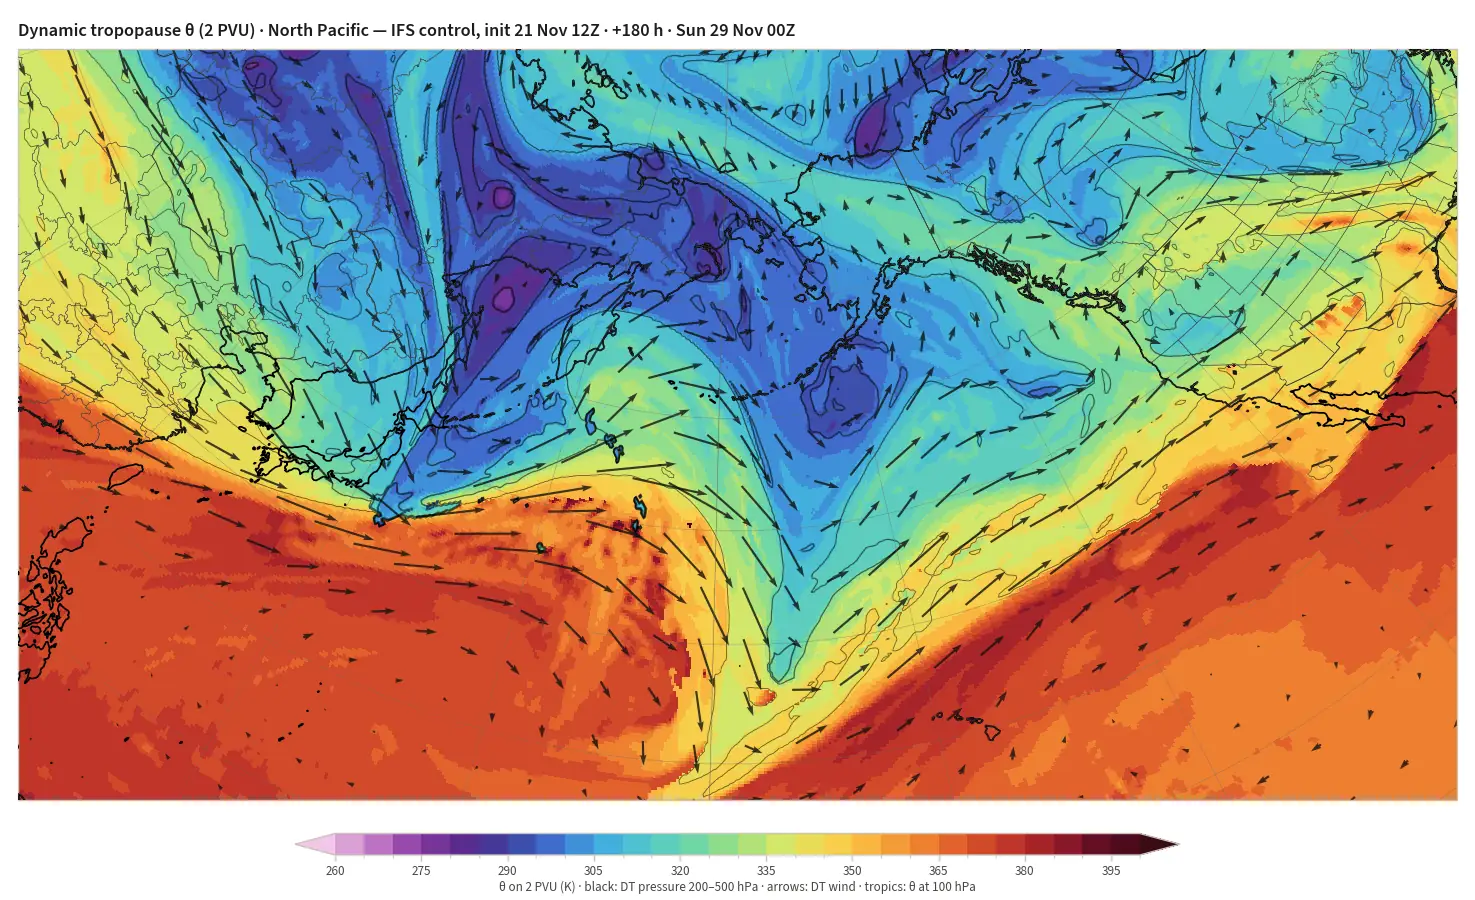 Dynamic tropopause θ (2 PVU) · North Pacific — IFS control, init 21 Nov 12Z · +180 h · Sun 29 Nov 00Z
260 275 290 305 320 335 350 365 380 395
θ on 2 PVU (K) · black: DT pressure 200–500 hPa · arrows: DT wind · tropics: θ at 100 hPa